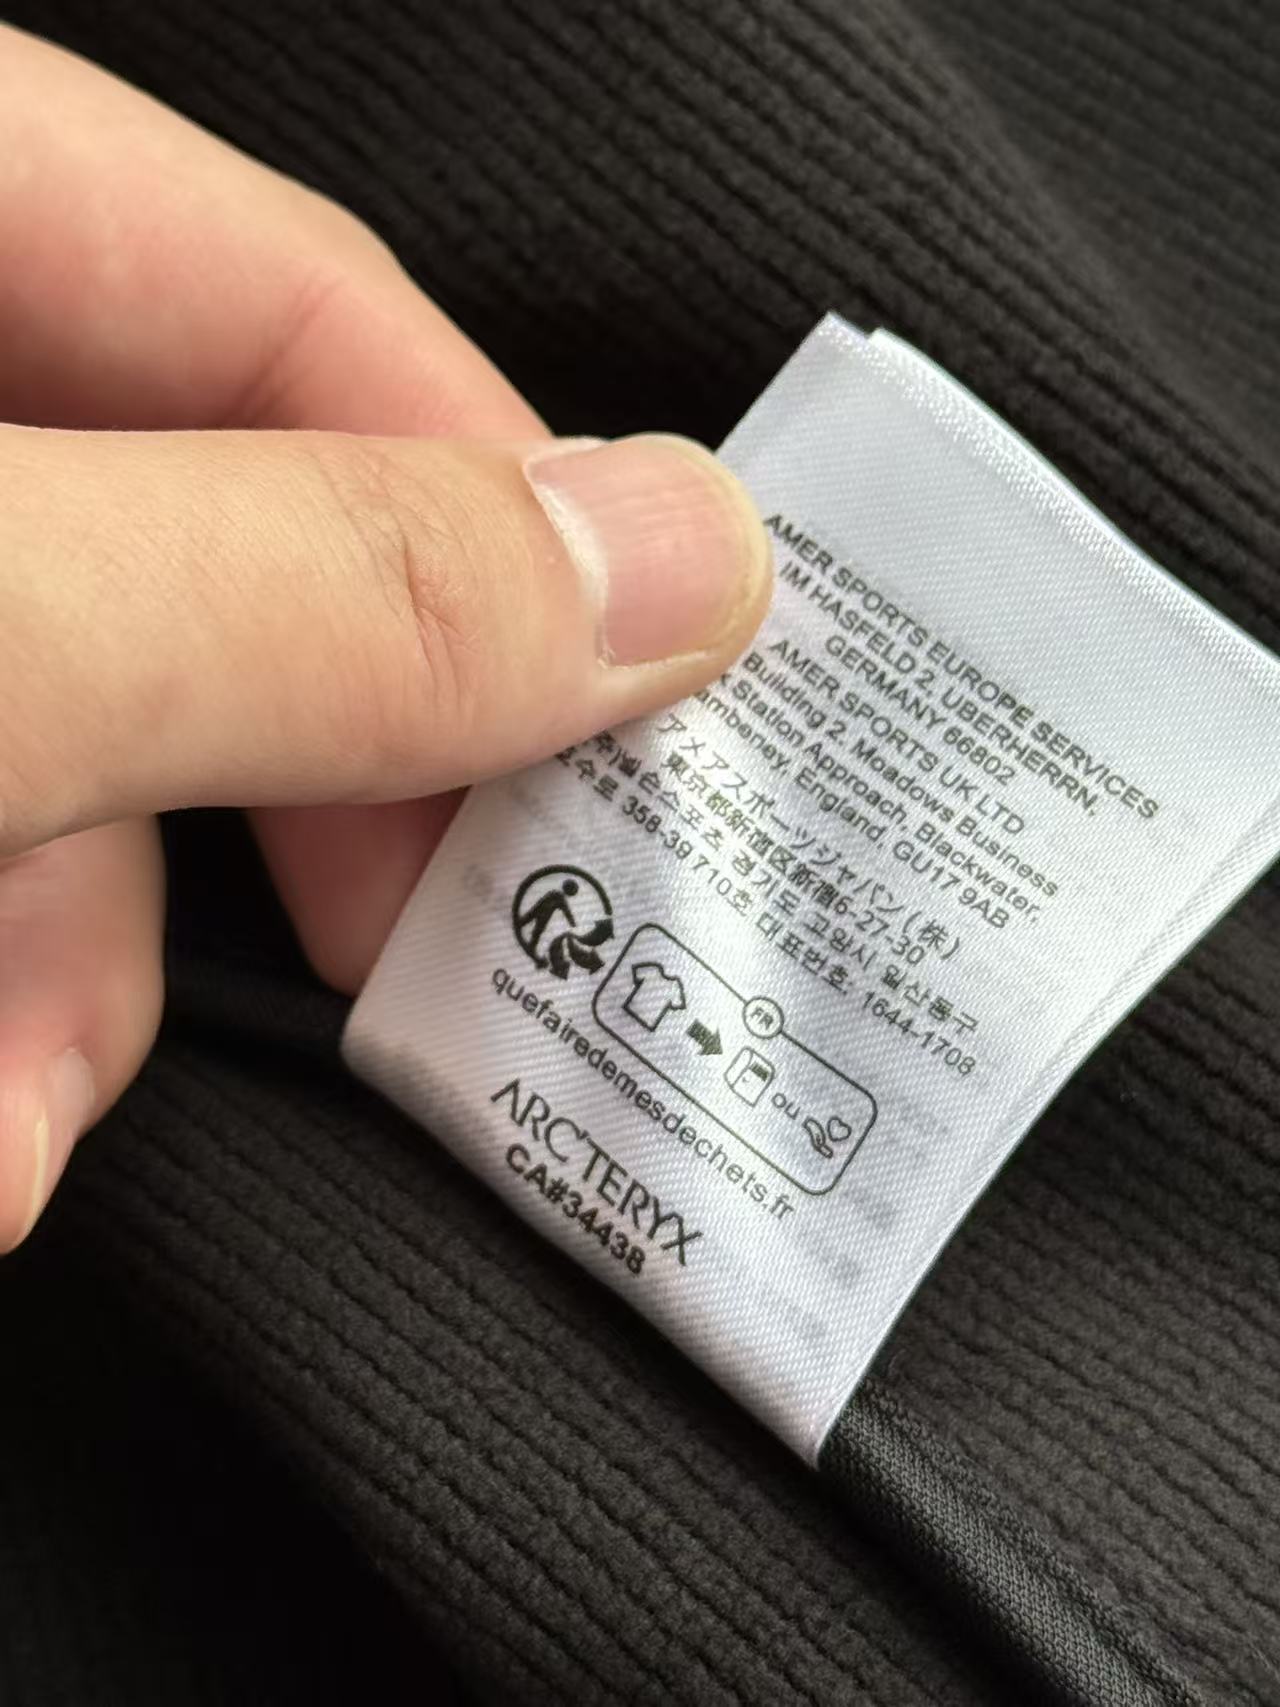 AMER SPORTS EUROPE SERVICES
IM HASFELD 2, UBERHERRN,
GERMANY 66802
AMER SPORTS UK LTD
Building 2, Moadows Business
Station Approach, Blackwater,
ambeney, England, GU17 9AB
アメアスポーツジャパン(株)
東京都新宿区新宿6-27-30
경기도 고양시 일산동구
358-39 710호 대표번호: 1644-1708
FR
ou
quefairedemesdechets.fr
ARC'TERYX
CA#34438